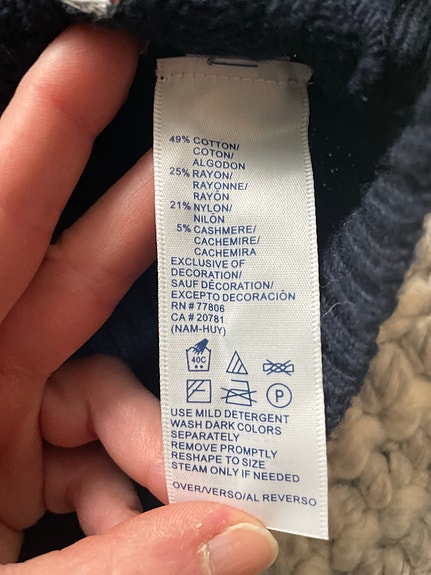 49% COTTON/
COTON/
ALGODON
25% RAYON/
RAYONNE/
RAYÓN
21% NYLON/
NILÓN
5% CASHMERE/
CACHEMIRE/
CACHEMIRA
EXCLUSIVE OF
DECORATION/
SAUF DÉCORATION/
EXCEPTO DECORACIÓN
RN # 77806
CA # 20781
(NAM-HUY)
40C
P
USE MILD DETERGENT
WASH DARK COLORS
SEPARATELY
REMOVE PROMPTLY
RESHAPE TO SIZE
STEAM ONLY IF NEEDED
OVER/VERSO/AL REVERSO